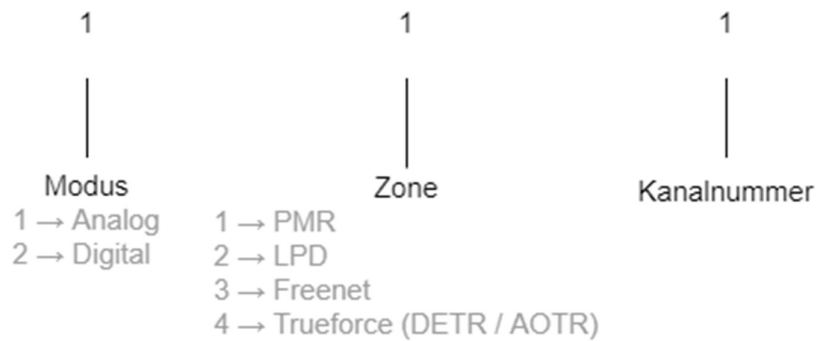 1 1 1
Modus Zone Kanalnummer
1 → Analog 1 → PMR
2 → Digital 2 → LPD
3 → Freenet
4 → Trueforce (DETR / AOTR)